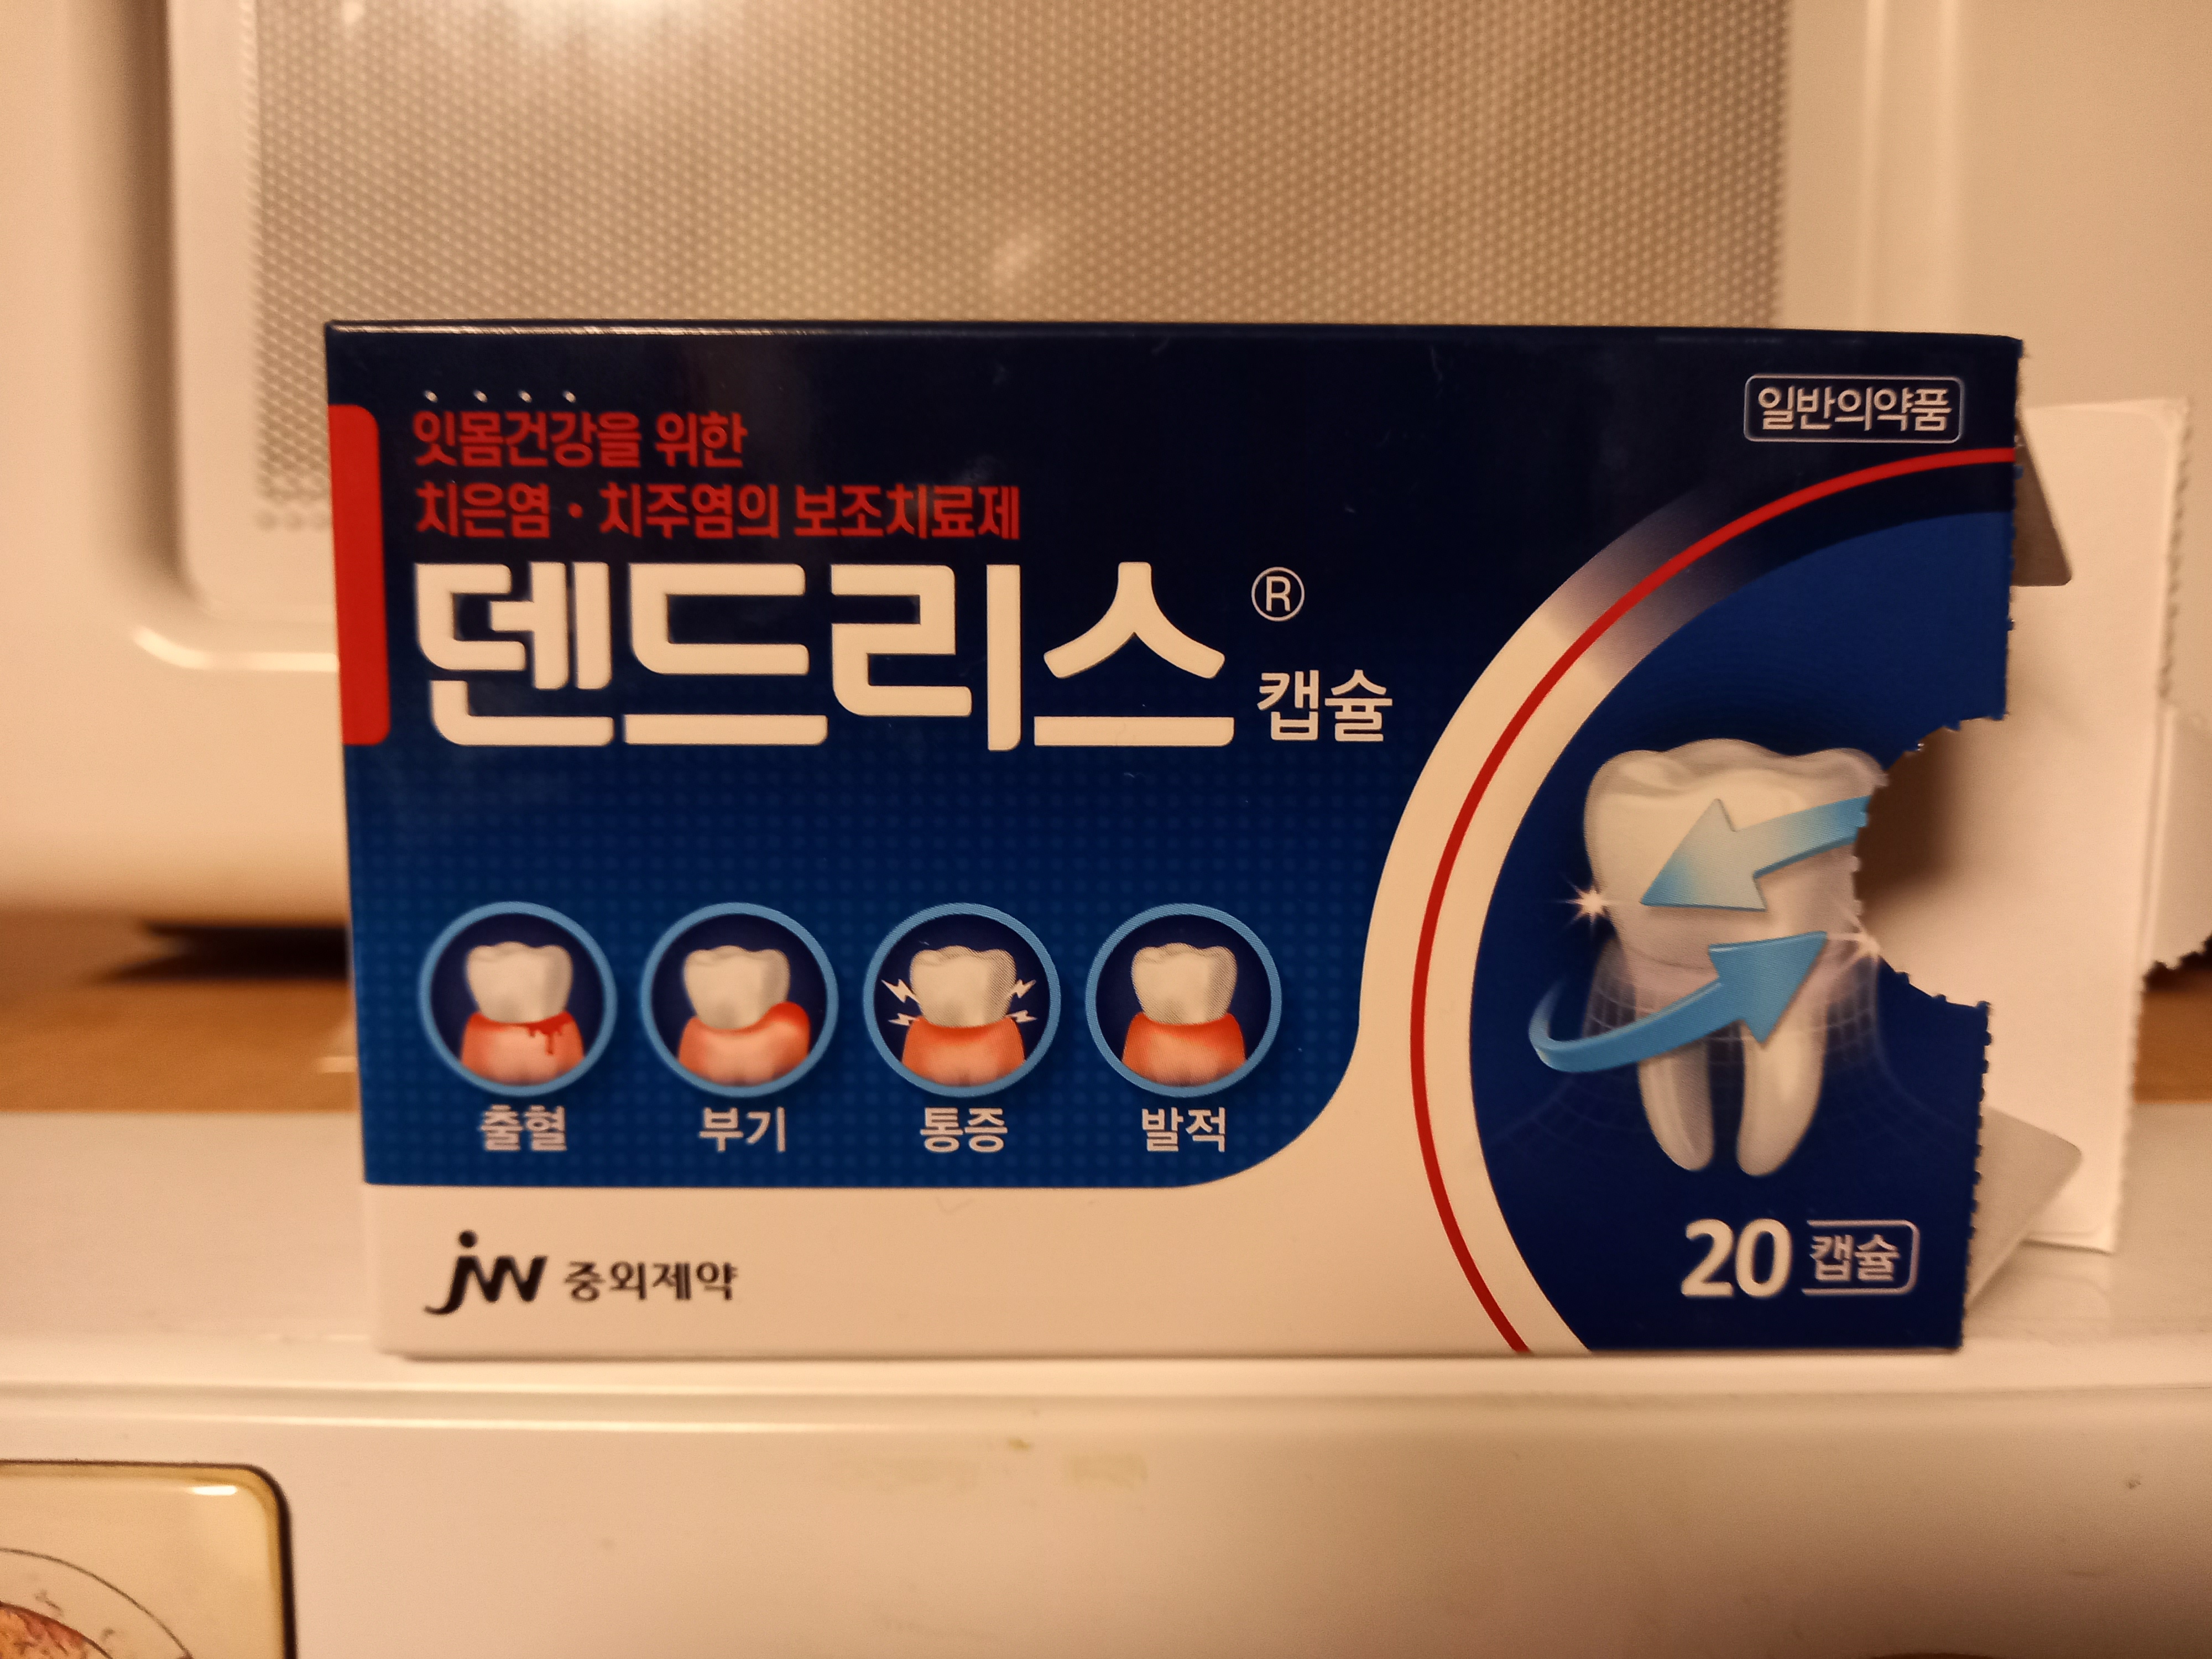 일반의약품
잇몸건강을 위한
치은염·치주염의 보조치료제
덴드리스®
캡슐
출혈
부기
통증
발적
jw 중외제약
20 캡슐